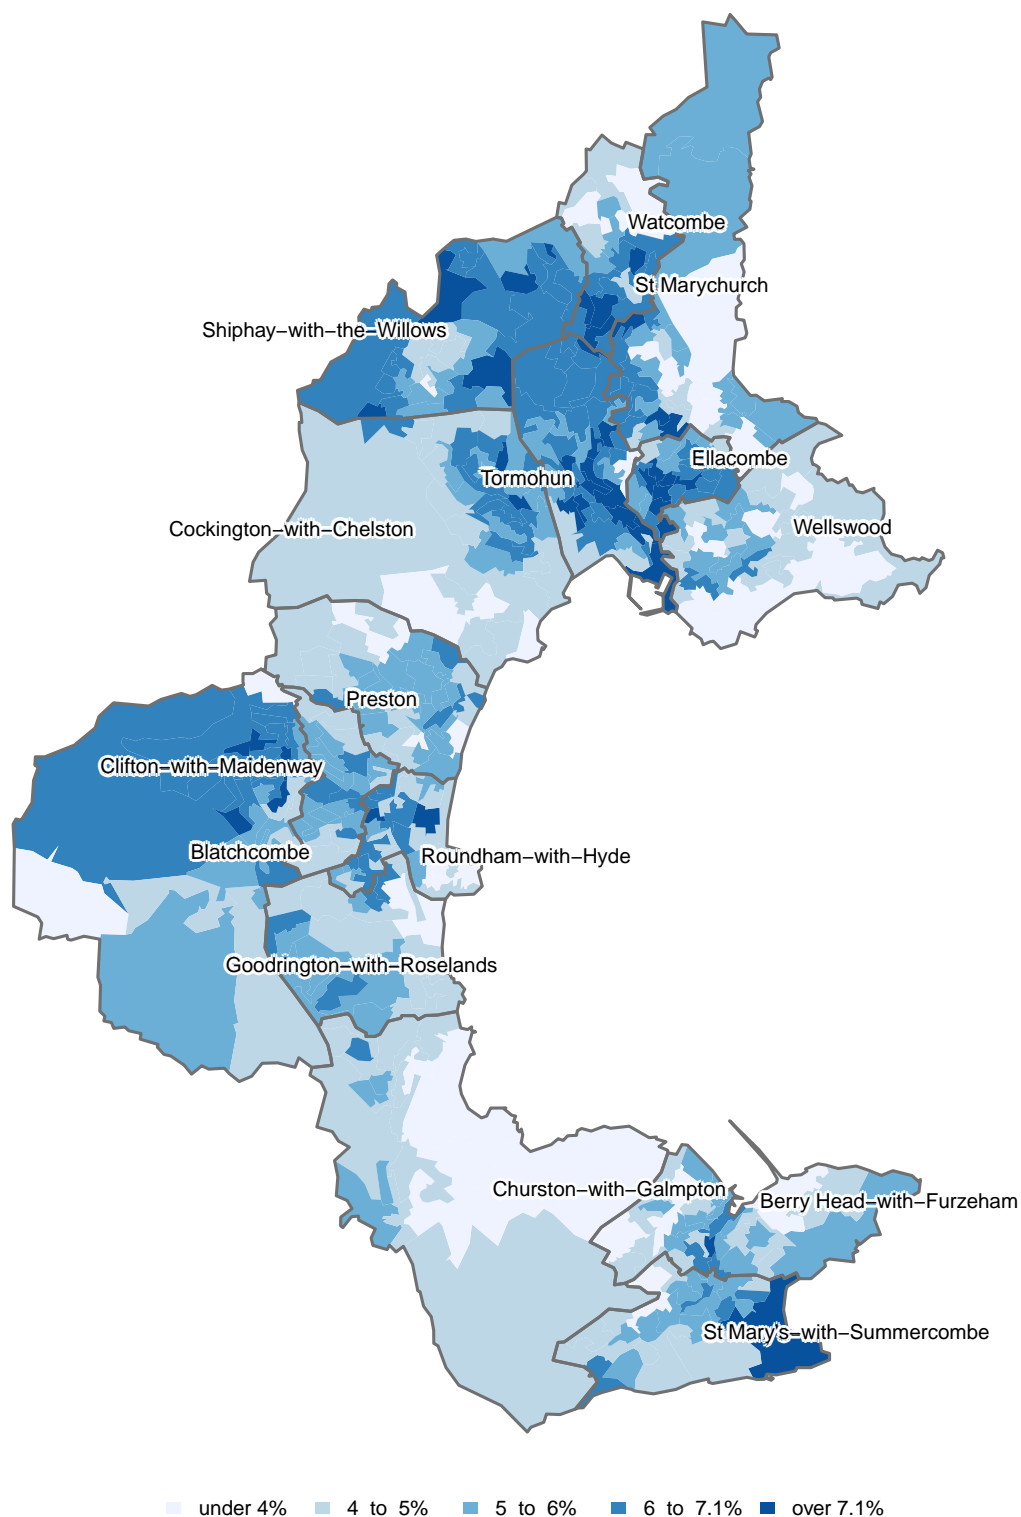 Watcombe
St Marychurch
Shiphay−with−the−Willows
Ellacombe
Tormohun
Wellswood
Cockington−with−Chelston
Preston
Clifton−with−Maidenway
Blatchcombe
Roundham−with−Hyde
Goodrington−with−Roselands
Churston−with−Galmpton
Berry Head−with−Furzeham
St Mary's−with−Summercombe
under 4% 4 to 5% 5 to 6% 6 to 7.1% over 7.1%